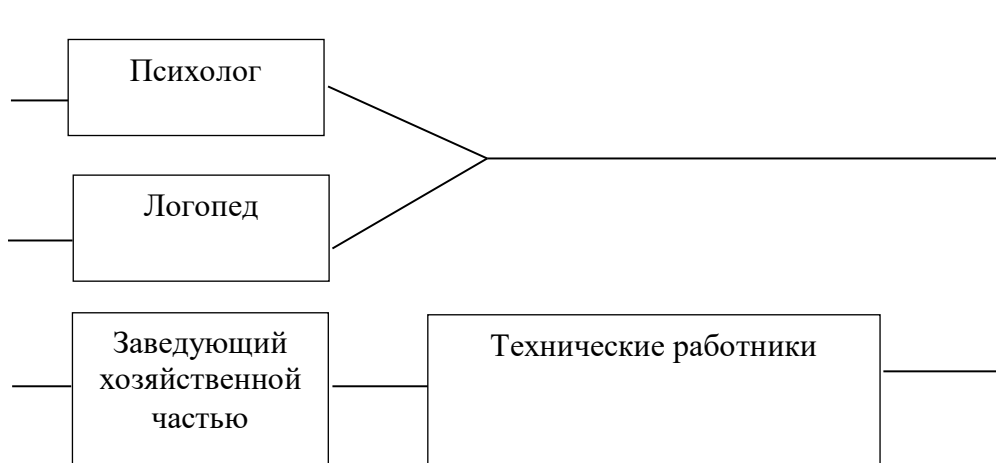 Психолог
Логопед
Заведующий
хозяйственной
частью
Технические работники